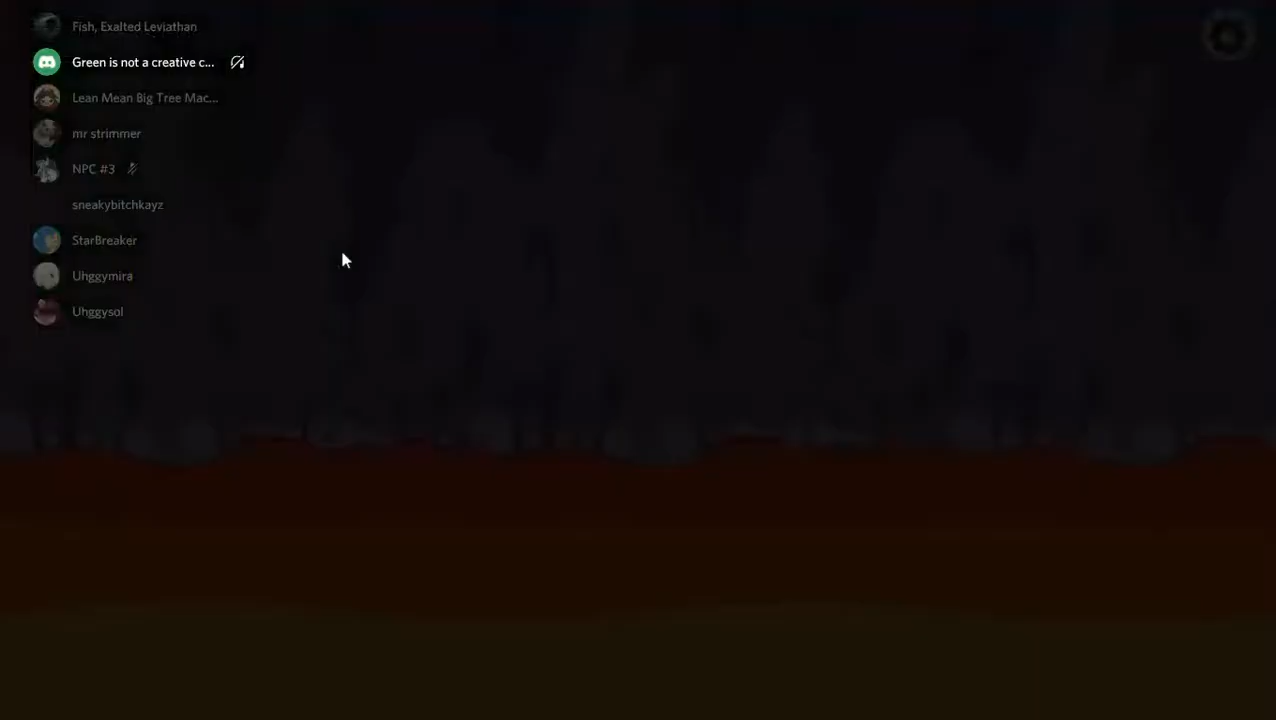 Fish, Exalted Leviathan
Green is not a creative c...
Lean Mean Big Tree Mac...
mr strimmer
NPC #3
sneakybitchkayz
StarBreaker
Uhggymira
Uhggysol